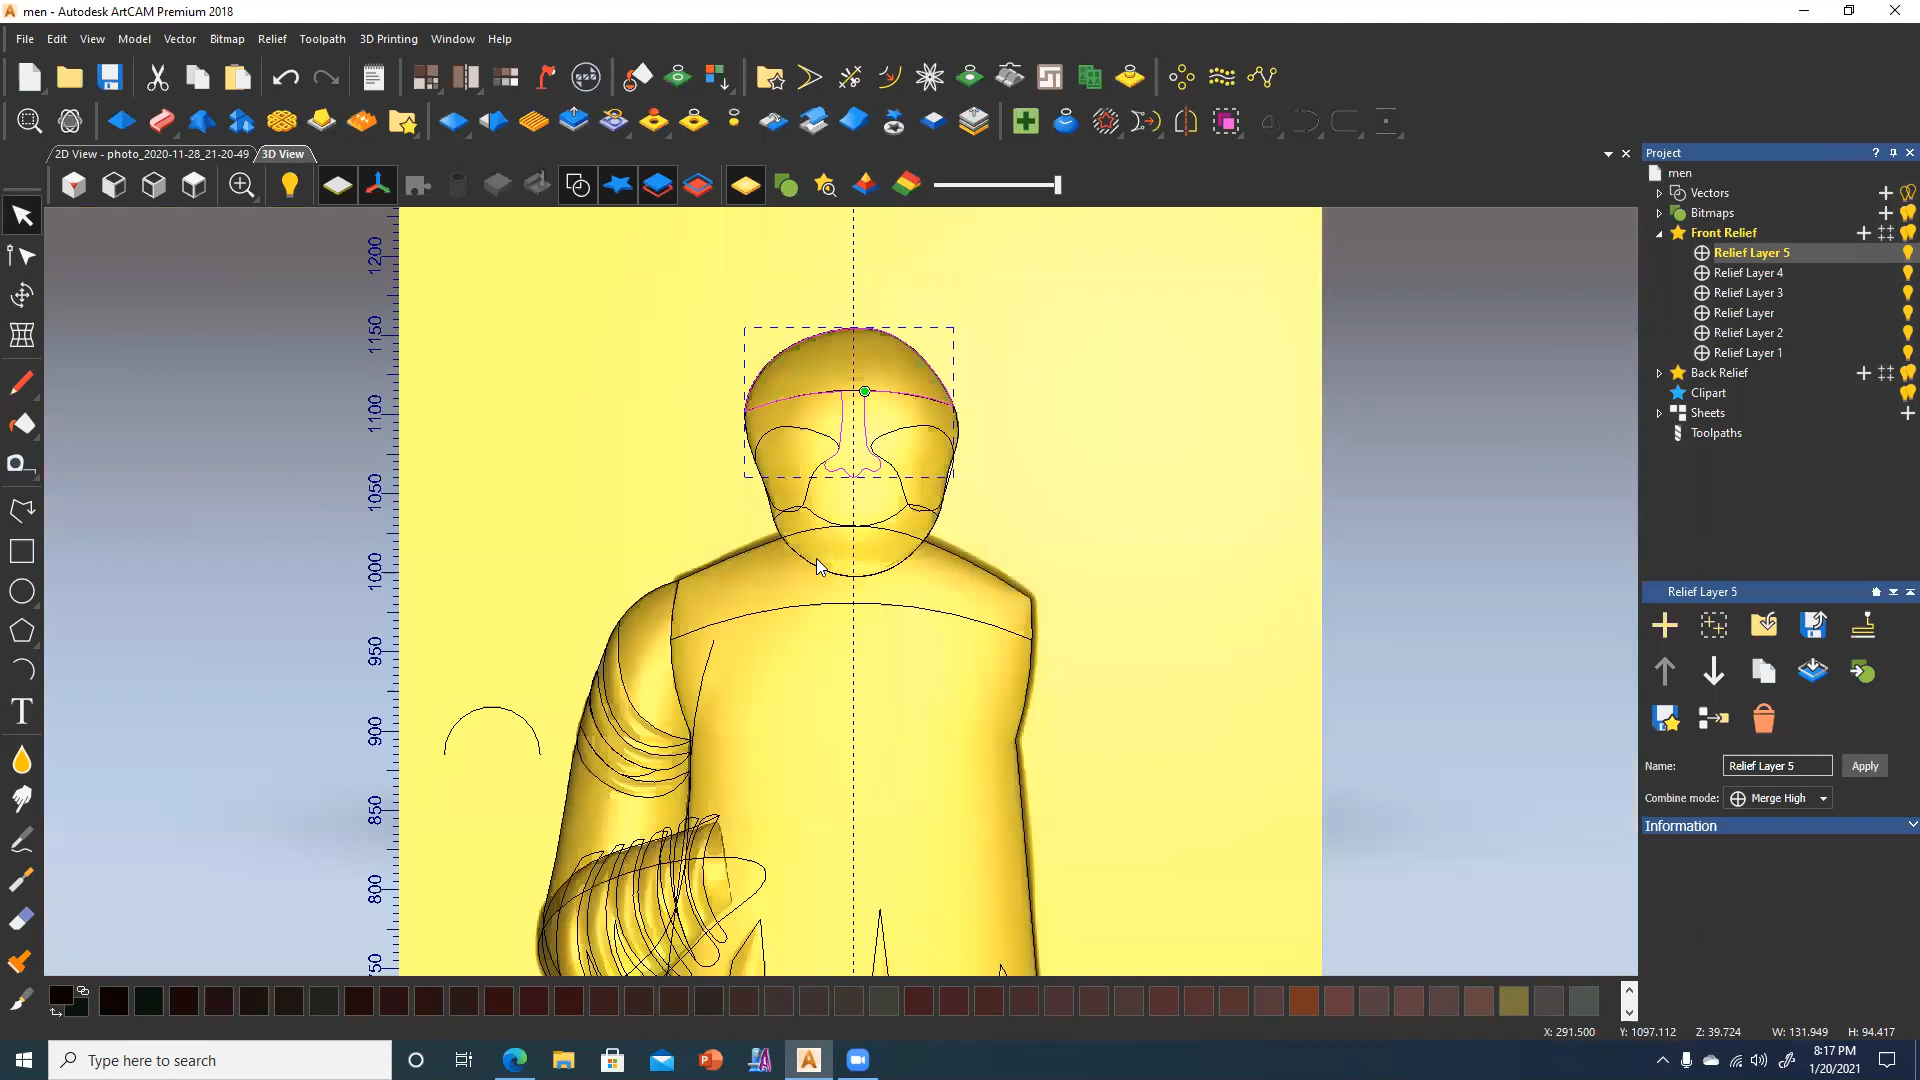 men - Autodesk ArtCAM Premium 2018
File Edit View Model Vector Bitmap Relief Toolpath 3D Printing Window Help
2D View - photo_2020-11-28_21-20-49 3D View
Project
men
Vectors
Bitmaps
Front Relief
Relief Layer 5
Relief Layer 4
Relief Layer 3
Relief Layer
Relief Layer 2
Relief Layer 1
Back Relief
Clipart
Sheets
Toolpaths
1200
1150
1100
1050
1000
950
900
850
800
50
Relief Layer 5
Name: Relief Layer 5 Apply
Combine mode: Merge High
Information
X: 291.500 Y: 1097.112 Z: 39.724 W: 131.949 H: 94.417
Type here to search
8:17 PM
1/20/2021